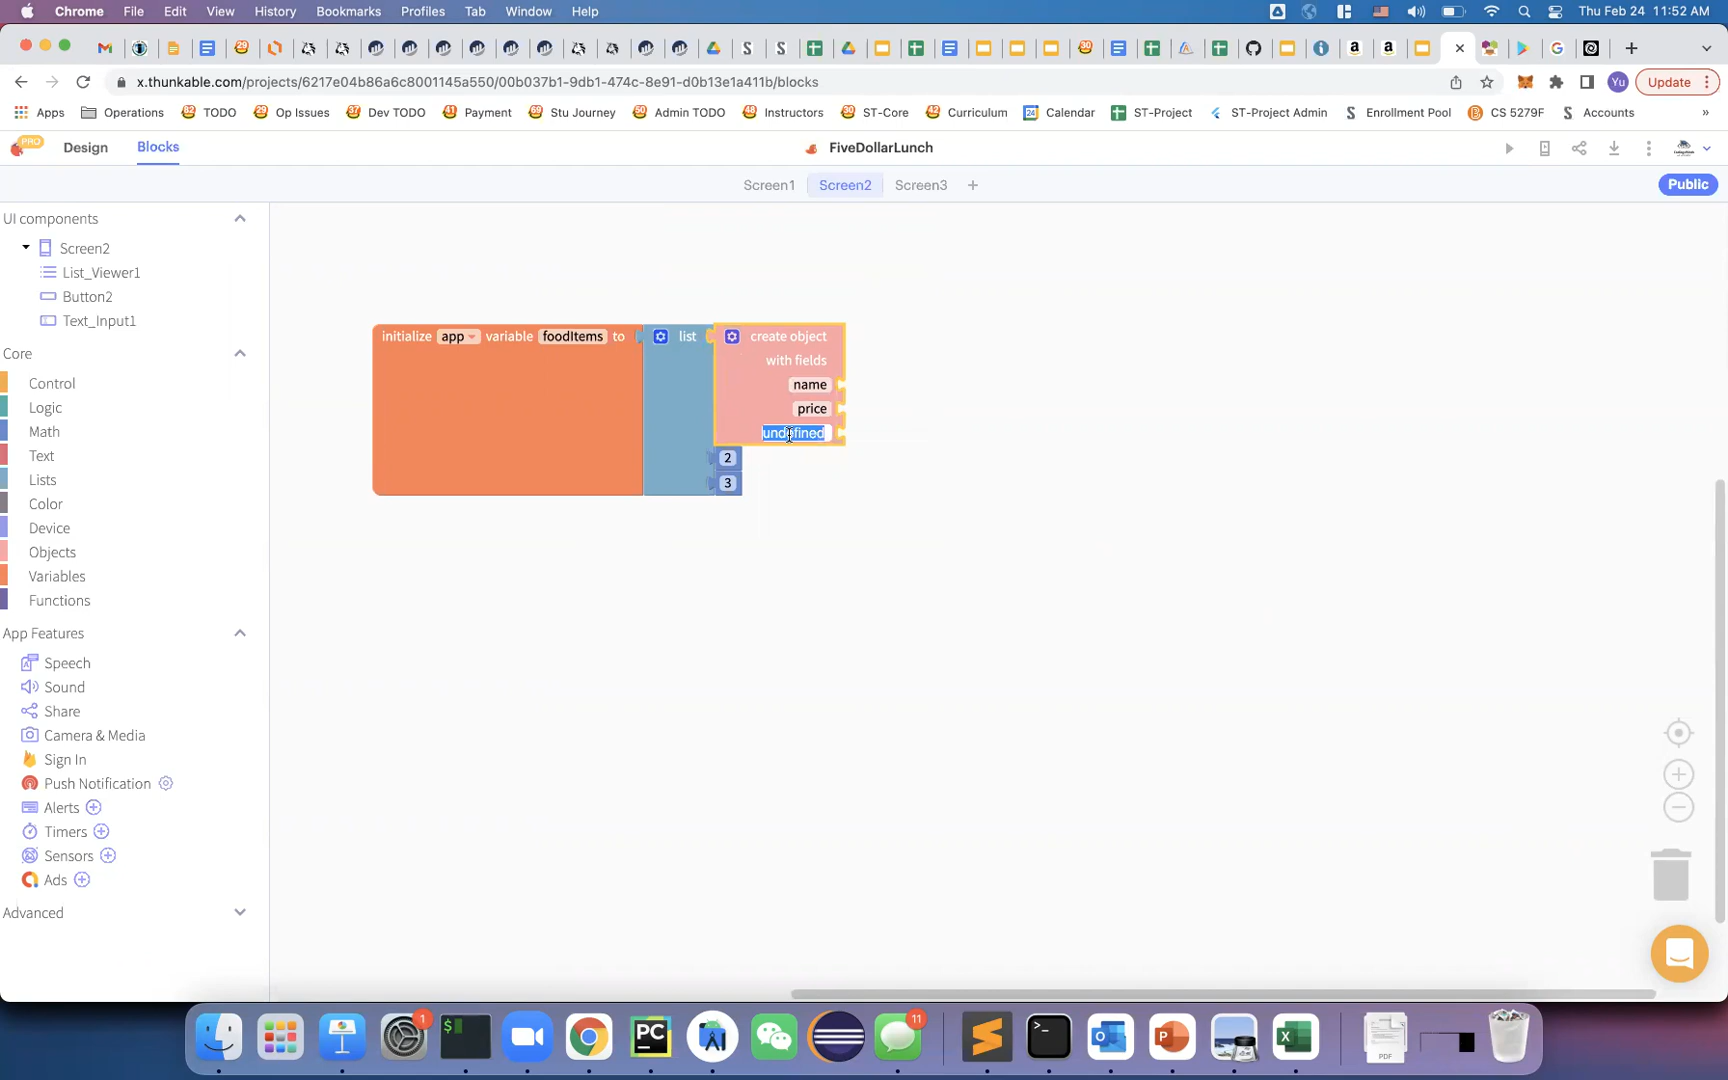 Chrome File Edit View History Bookmarks Profiles Tab Window Help Thu Feb 24 11:52 AM
x.thunkable.com/projects/6217e04b86a6c8001145a550/00b037b1-9db1-474c-8e91-d0b13e1a411b/blocks Yu Update
Apps Operations TODO Op Issues Dev TODO Payment Stu Journey Admin TODO Instructors ST-Core Curriculum Calendar ST-Project ST-Project Admin Enrollment Pool CS 5279F Accounts »
PRO Design Blocks FiveDollarLunch
Screen1 Screen2 Screen3 + Public
UI components
Screen2
List_Viewer1
Button2
Text_Input1
Core
Control
Logic
Math
Text
Lists
Color
Device
Objects
Variables
Functions
App Features
Speech
Sound
Share
Camera & Media
Sign In
Push Notification
Alerts
Timers
Sensors
Ads
Advanced
initialize app variable foodItems to list create object
with fields
name
price
undefined
2
3
1
11
PDF